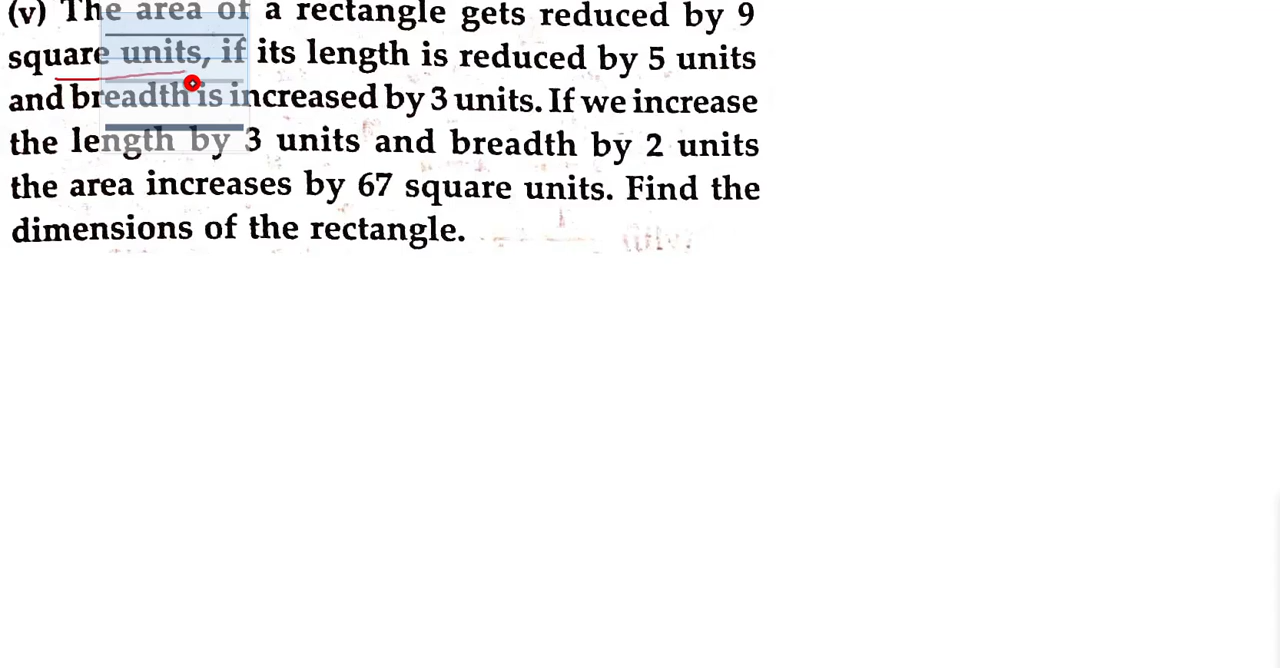 (v) The area of a rectangle gets reduced by 9
square units, if its length is reduced by 5 units
and breadth is increased by 3 units. If we increase
the length by 3 units and breadth by 2 units
the area increases by 67 square units. Find the
dimensions of the rectangle.